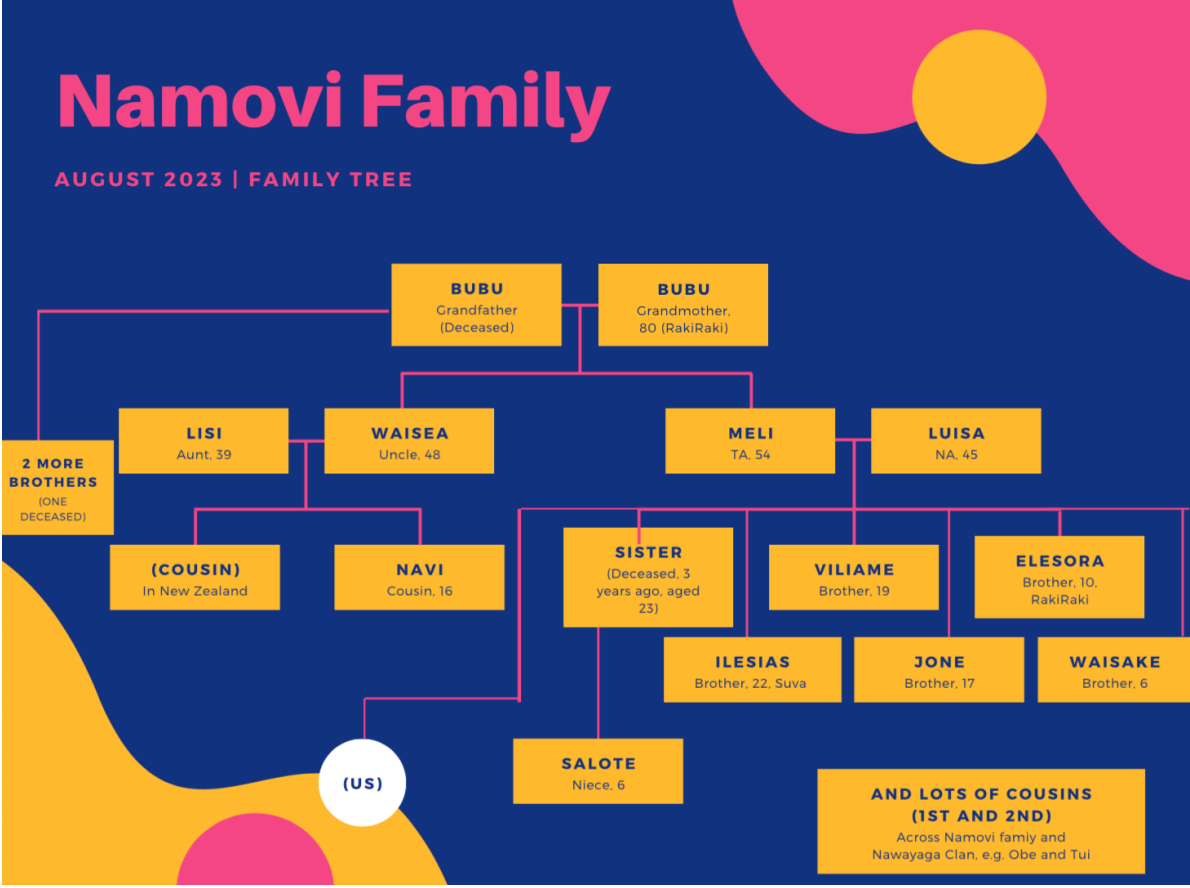 Namovi Family
AUGUST 2023 | FAMILY TREE
BUBU
Grandfather
(Deceased)
BUBU
Grandmother,
80 (RakiRaki)
2 MORE
BROTHERS
(ONE
DECEASED)
LISI
Aunt, 39
WAISEA
Uncle, 48
MELI
TA, 54
LUISA
NA, 45
(COUSIN)
In New Zealand
NAVI
Cousin, 16
SISTER
(Deceased, 3
years ago, aged
23)
VILIAME
Brother, 19
ELESORA
Brother, 10,
RakiRaki
ILESIAS
Brother, 22, Suva
JONE
Brother, 17
WAISAKE
Brother, 6
(US)
SALOTE
Niece, 6
AND LOTS OF COUSINS
(1ST AND 2ND)
Across Namovi famiy and
Nawayaga Clan, e.g. Obe and Tui